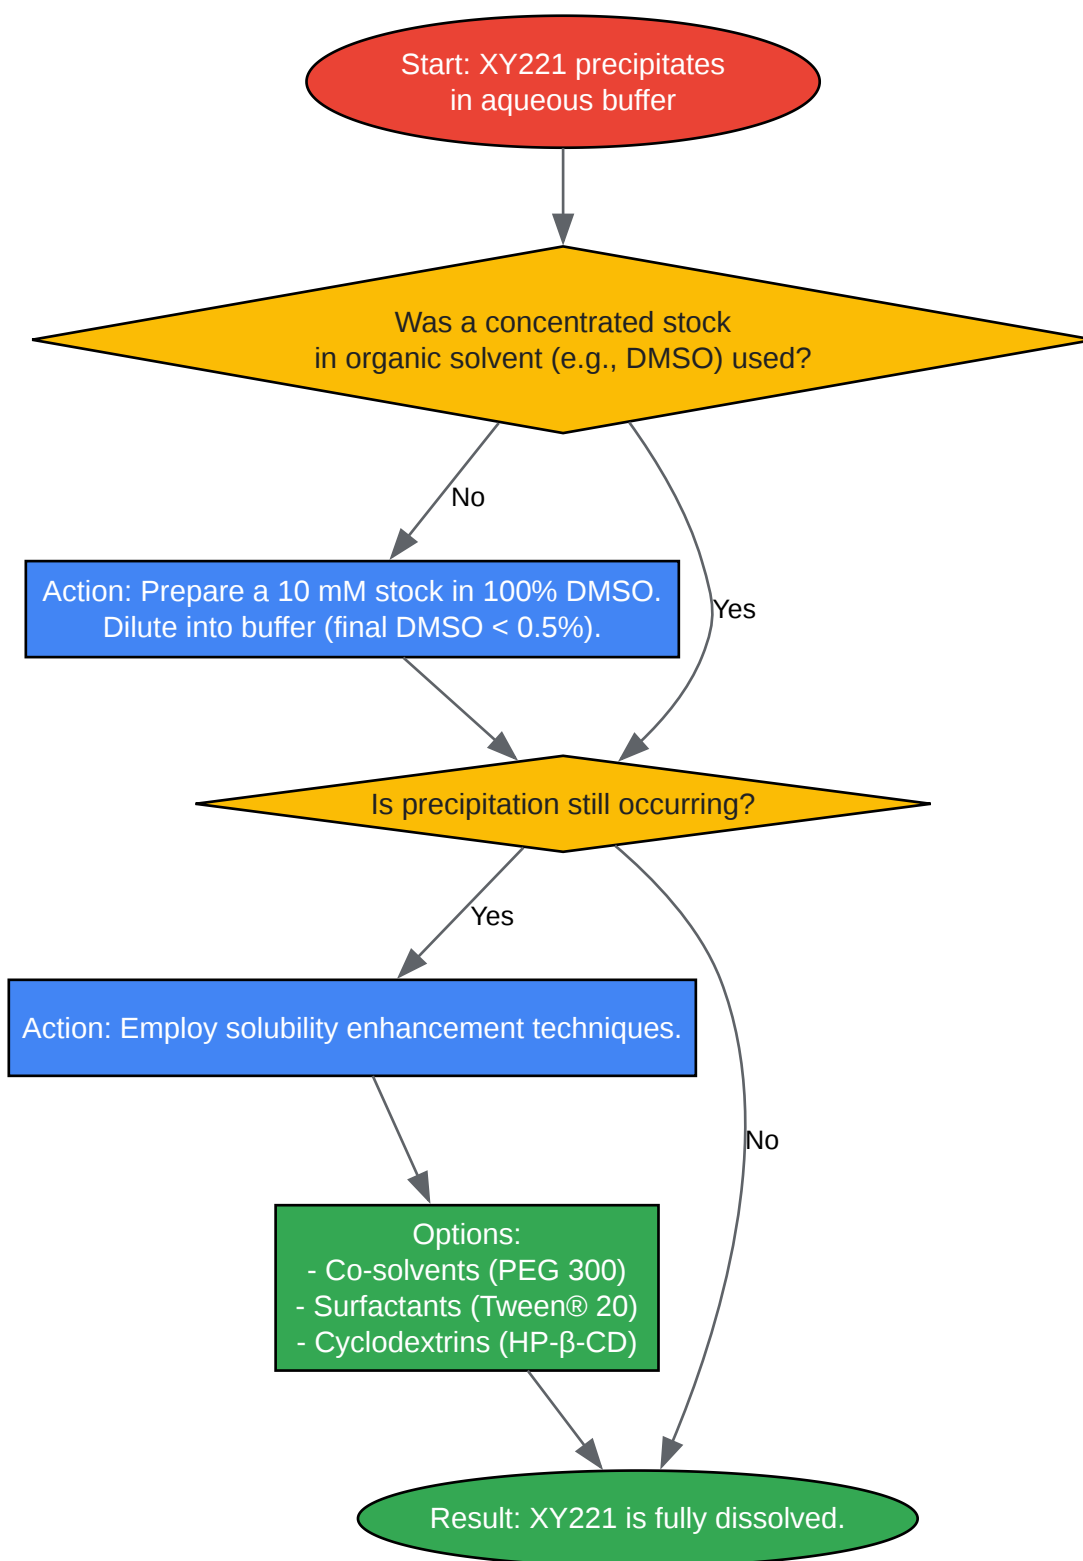 Start: XY221 precipitates
in aqueous buffer
Was a concentrated stock
in organic solvent (e.g., DMSO) used?
No
Action: Prepare a 10 mM stock in 100% DMSO.
Dilute into buffer (final DMSO < 0.5%).
Yes
Is precipitation still occurring?
Yes
Action: Employ solubility enhancement techniques.
No
Options:
- Co-solvents (PEG 300)
- Surfactants (Tween® 20)
- Cyclodextrins (HP-β-CD)
Result: XY221 is fully dissolved.